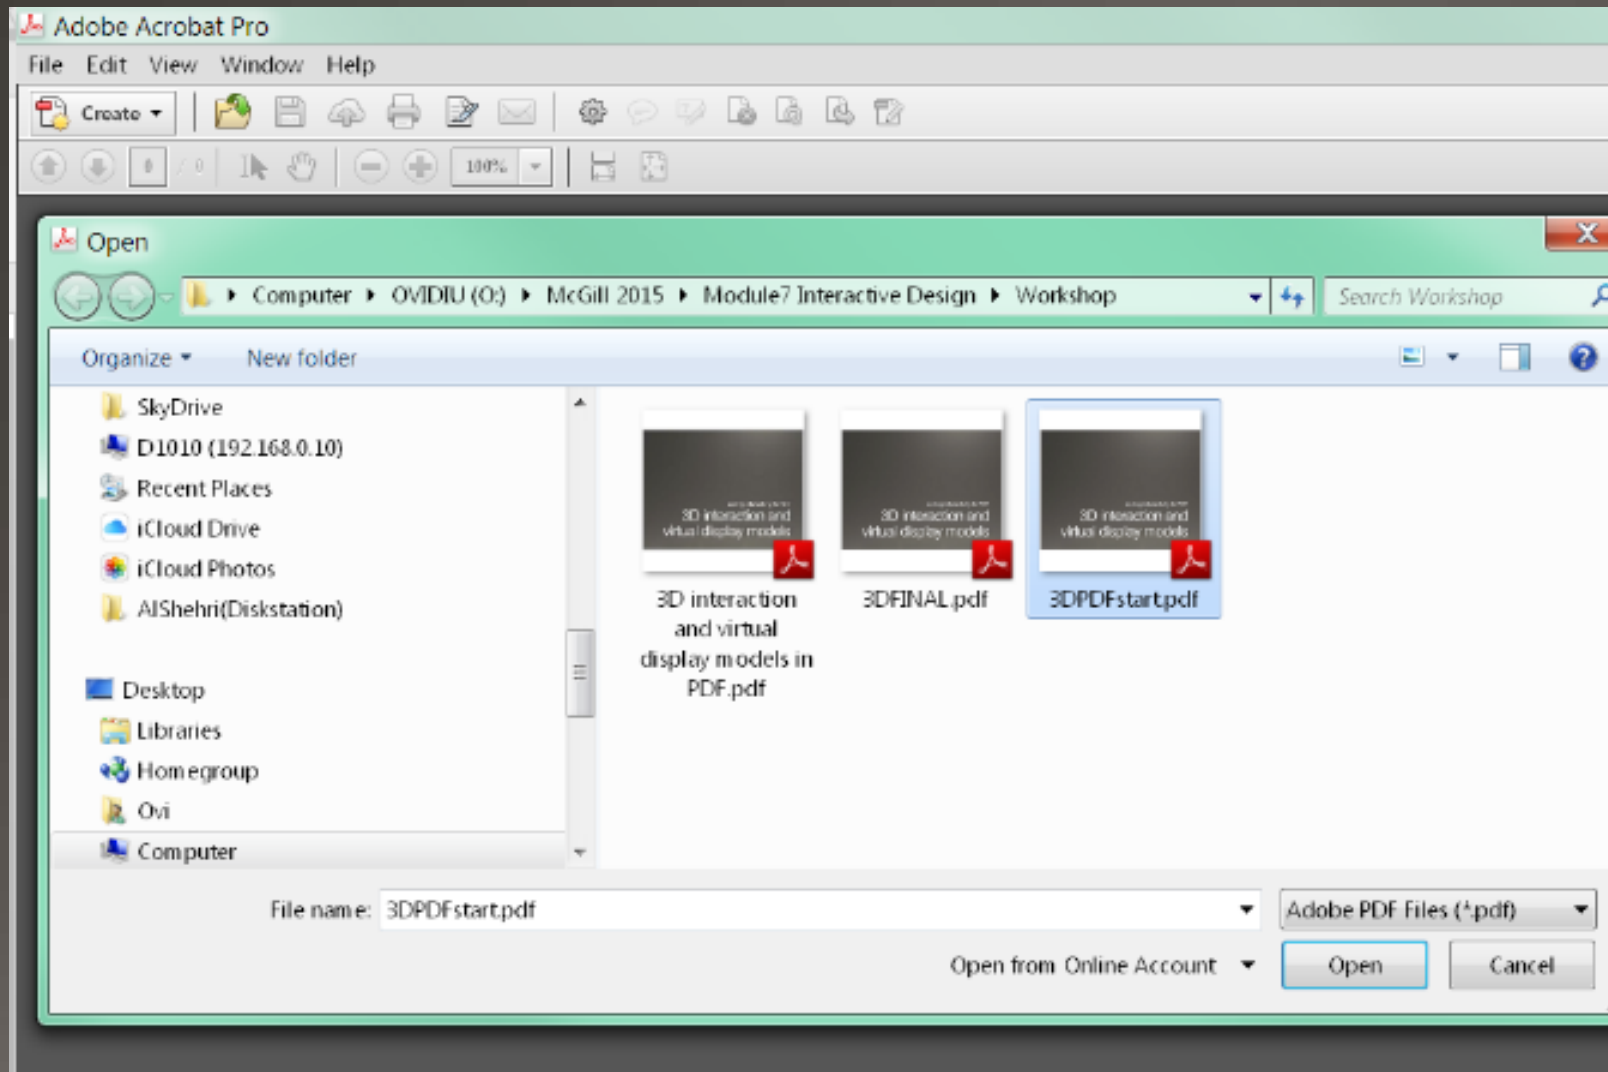 Adobe Acrobat Pro
File Edit View Window Help
Create
0 / 0 100%
Open
Computer OVIDIU (O:) McGill 2015 Module7 Interactive Design Workshop Search Workshop
Organize New folder
SkyDrive
D1010 (192.168.0.10)
Recent Places
iCloud Drive
iCloud Photos
AlShehri(Diskstation)
Desktop
Libraries
Homegroup
Ovi
Computer
3D interaction and
virtual display models
3D interaction
and virtual
display models in
PDF.pdf
3D interaction and
virtual display models
3DFINAL.pdf
3D interaction and
virtual display models
3DPDFstart.pdf
File name: 3DPDFstart.pdf Adobe PDF Files (*.pdf)
Open from Online Account Open Cancel